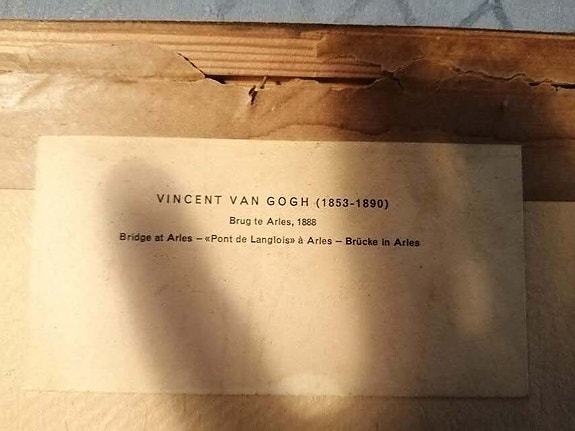 VINCENT VAN GOGH (1853-1890)
Brug te Arles, 1888
Bridge at Arles – «Pont de Langlois» à Arles – Brücke in Arles